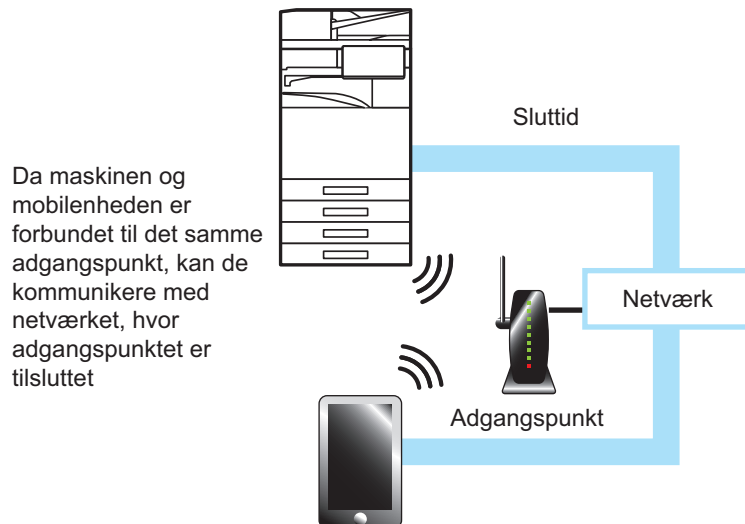 Sluttid
Da maskinen og
mobilenheden er
forbundet til det samme
adgangspunkt, kan de
kommunikere med
netværket, hvor
adgangspunktet er
tilsluttet
Netværk
Adgangspunkt